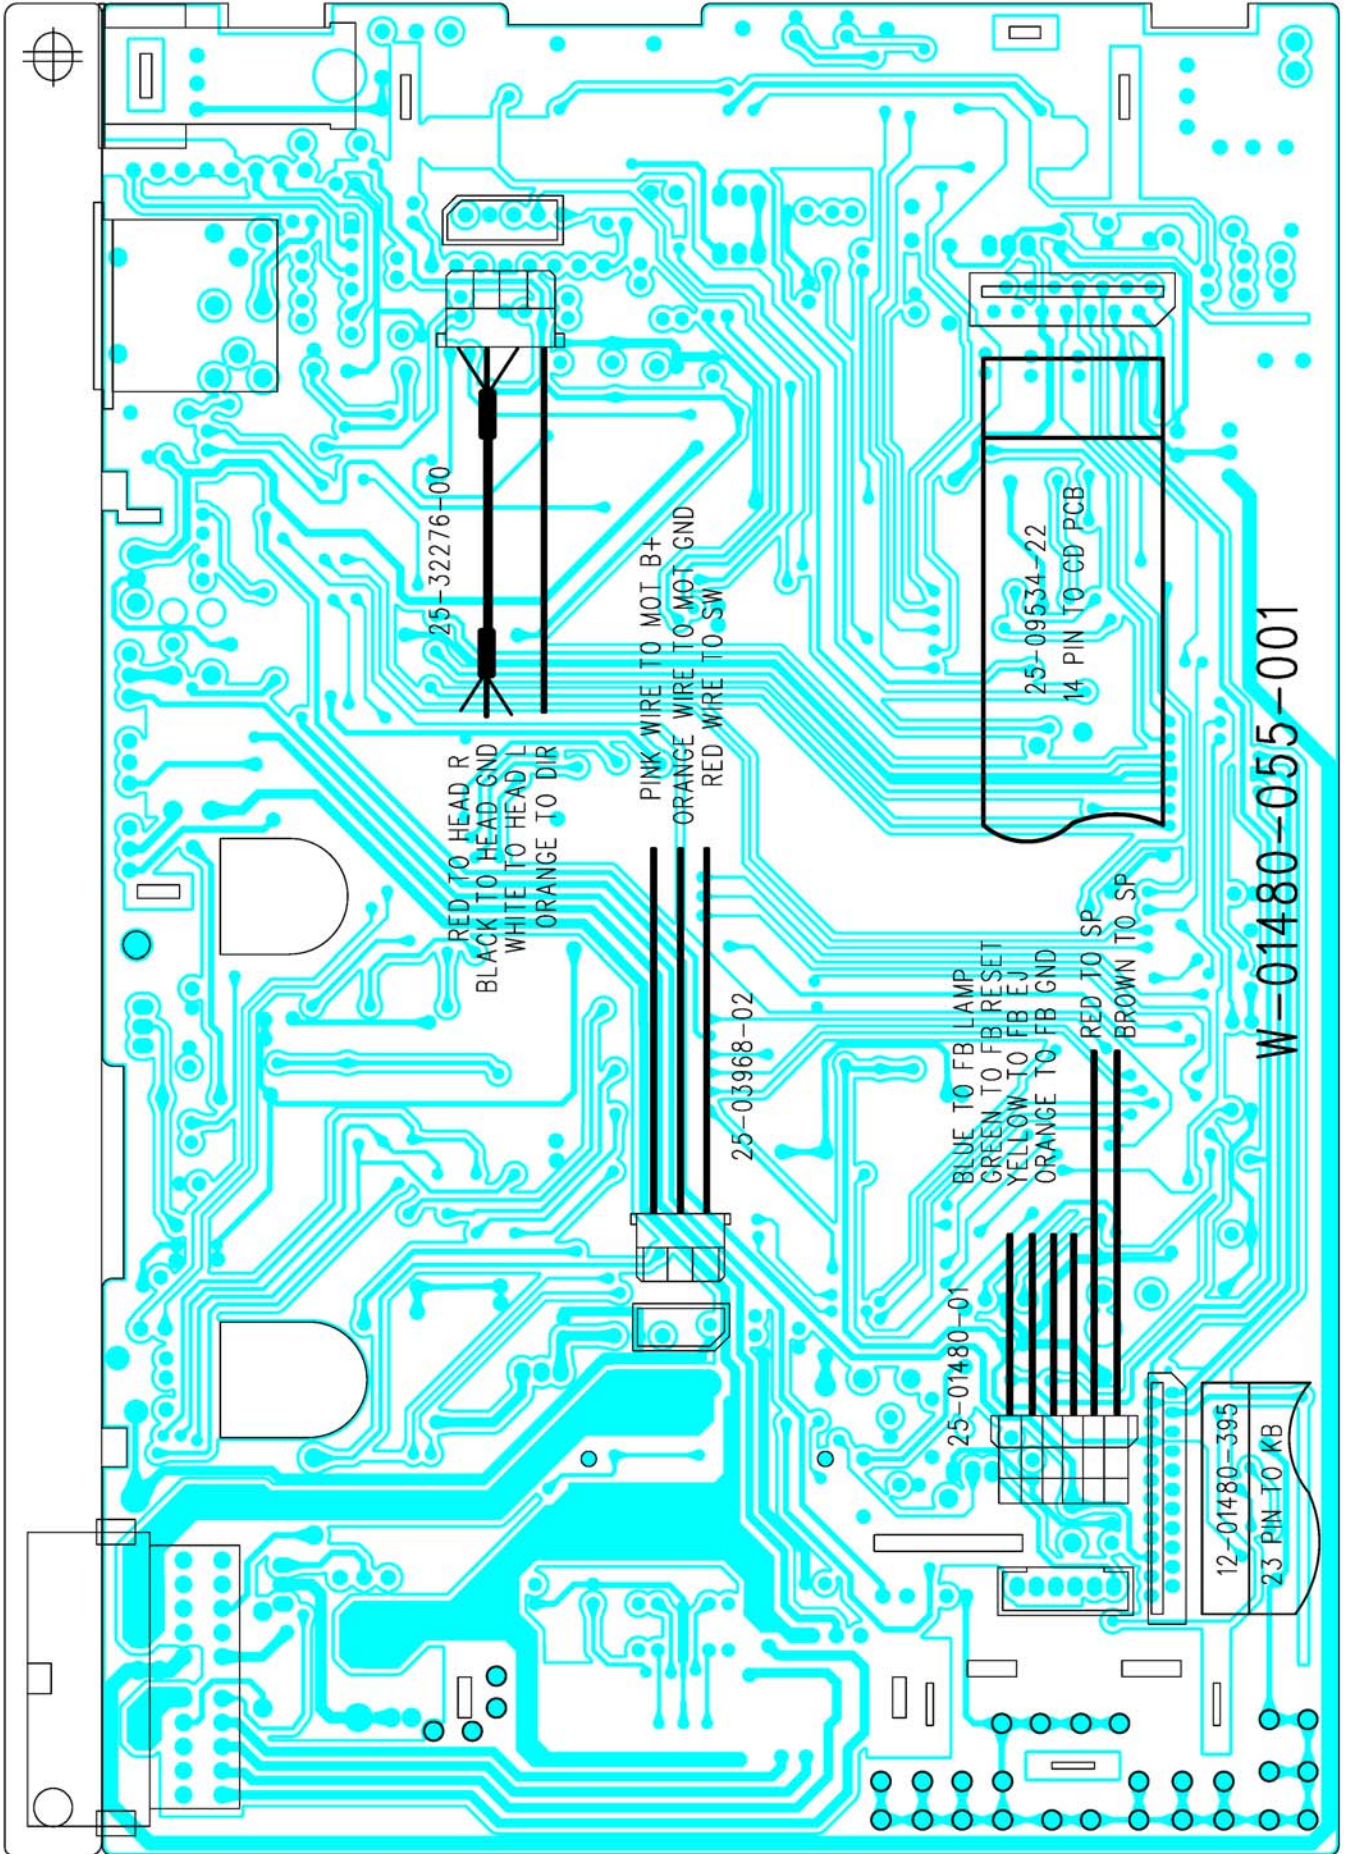 25-32276-00
RED TO HEAD R
BLACK TO HEAD GND
WHITE TO HEAD L
ORANGE TO DIR
PINK WIRE TO MOT B+
ORANGE WIRE TO MOT GND
RED WIRE TO SW
25-03968-02
25-09534-22
14 PIN TO CD PCB
W-01480-055-001
BLUE TO FB LAMP
GREEN TO FB RESET
YELLOW TO FB EJ
ORANGE TO FB GND
RED TO SP
BROWN TO SP
25-01480-01
12-01480-395
23 PIN TO KB